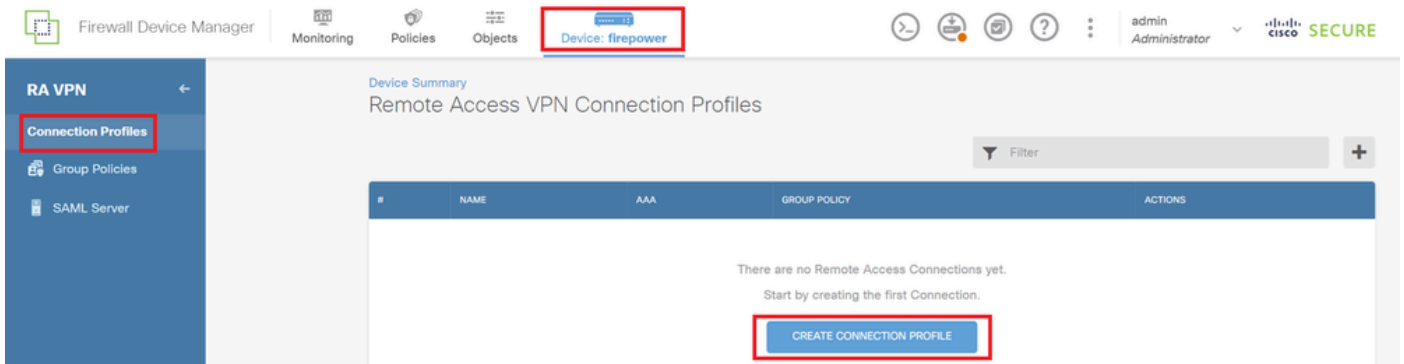 Firewall Device Manager
Monitoring
Policies
Objects
Device: firepower
admin
Administrator
cisco SECURE
RA VPN
Connection Profiles
Group Policies
SAML Server
Device Summary
Remote Access VPN Connection Profiles
Filter
# NAME AAA GROUP POLICY ACTIONS
There are no Remote Access Connections yet.
Start by creating the first Connection.
CREATE CONNECTION PROFILE